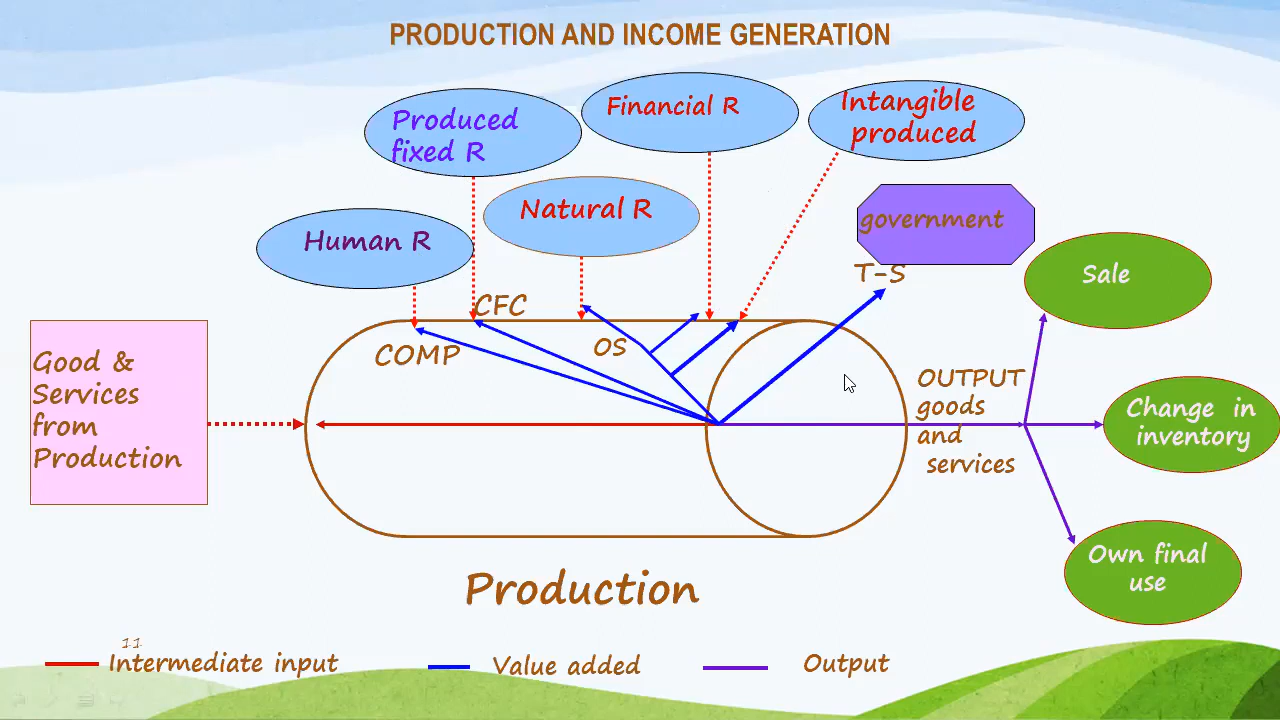 PRODUCTION AND INCOME GENERATION
Produced
fixed R
Financial R
Intangible
produced
Human R
Natural R
government
T-S
Sale
CFC
COMP
OS
Good &
Services
from
Production
OUTPUT
goods
and
services
Change in
inventory
Own final
use
Production
11
Intermediate input
Value added
Output